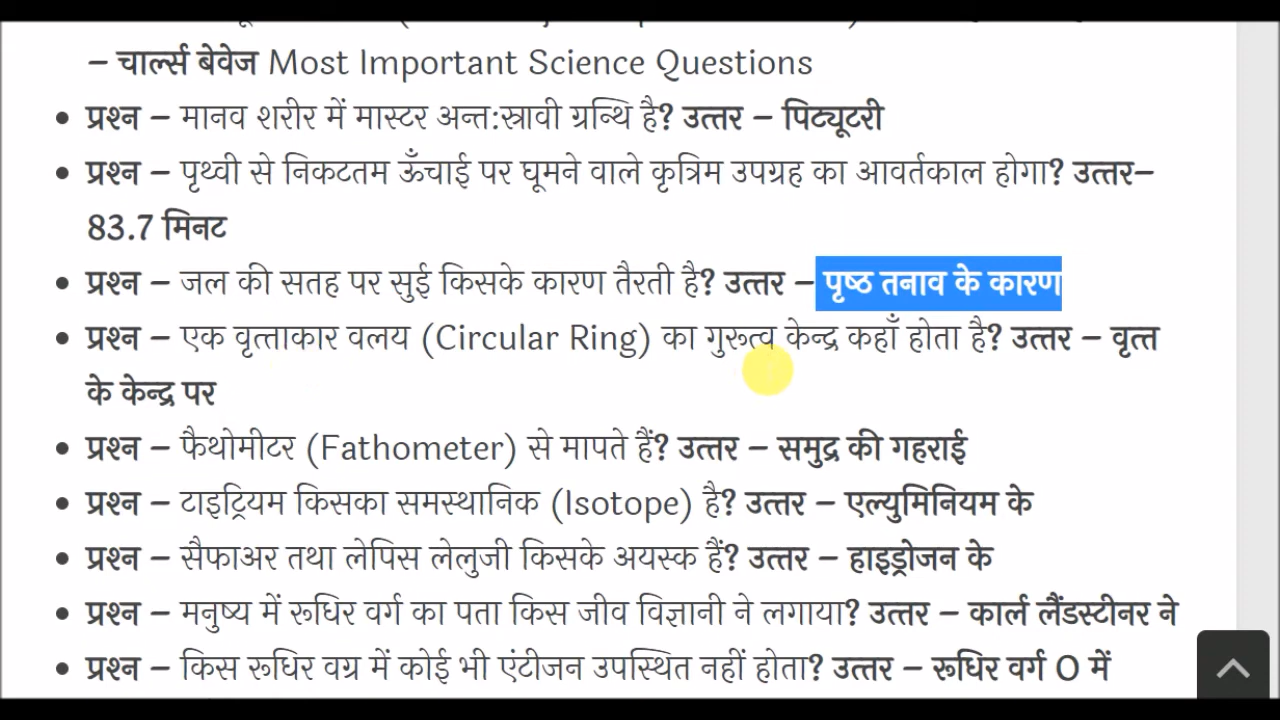 – चार्ल्स बेवेज Most Important Science Questions
• प्रश्न – मानव शरीर में मास्टर अन्त:स्रावी ग्रन्थि है? उत्तर – पिट्यूटरी
• प्रश्न – पृथ्वी से निकटतम ऊँचाई पर घूमने वाले कृत्रिम उपग्रह का आवर्तकाल होगा? उत्तर–
83.7 मिनट
• प्रश्न – जल की सतह पर सुई किसके कारण तैरती है? उत्तर – पृष्ठ तनाव के कारण
• प्रश्न – एक वृत्ताकार वलय (Circular Ring) का गुरूत्व केन्द्र कहाँ होता है? उत्तर – वृत्त
के केन्द्र पर
• प्रश्न – फैथोमीटर (Fathometer) से मापते हैं? उत्तर – समुद्र की गहराई
• प्रश्न – टाइट्रियम किसका समस्थानिक (Isotope) है? उत्तर – एल्युमिनियम के
• प्रश्न – सैफाअर तथा लेपिस लेलुजी किसके अयस्क हैं? उत्तर – हाइड्रोजन के
• प्रश्न – मनुष्य में रूधिर वर्ग का पता किस जीव विज्ञानी ने लगाया? उत्तर – कार्ल लैंडस्टीनर ने
• प्रश्न – किस रूधिर वग्र में कोई भी एंटीजन उपस्थित नहीं होता? उत्तर – रूधिर वर्ग O में